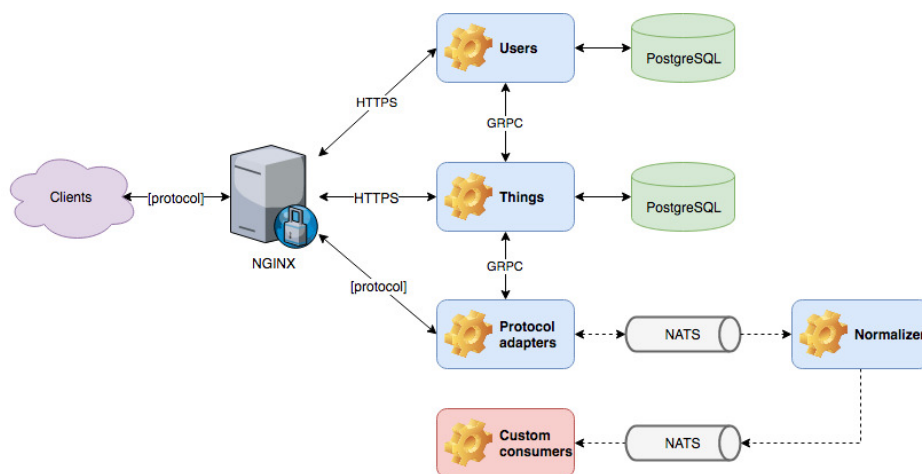 Users
PostgreSQL
HTTPS
GRPC
Clients
[protocol]
HTTPS
Things
PostgreSQL
NGINX
GRPC
[protocol]
Protocol
adapters
NATS
Normalizer
Custom
consumers
NATS